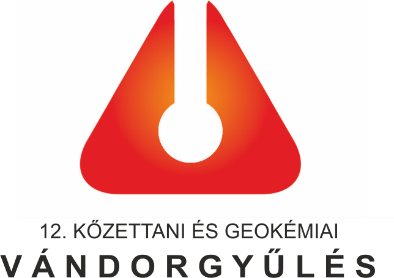 12. KŐZETTANI ÉS GEOKÉMIAI
VÁNDORGYŰLÉS